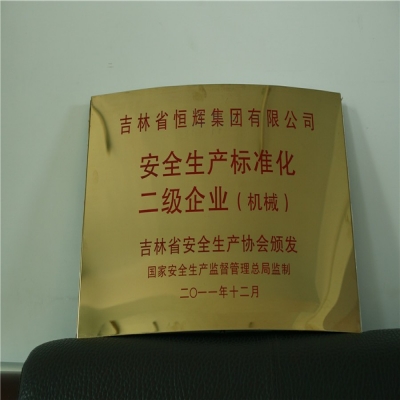 吉林省恒辉集团有限公司
安全生产标准化
二级企业（机械）
吉林省安全生产协会颁发
国家安全生产监督管理总局监制
二〇一一年十二月